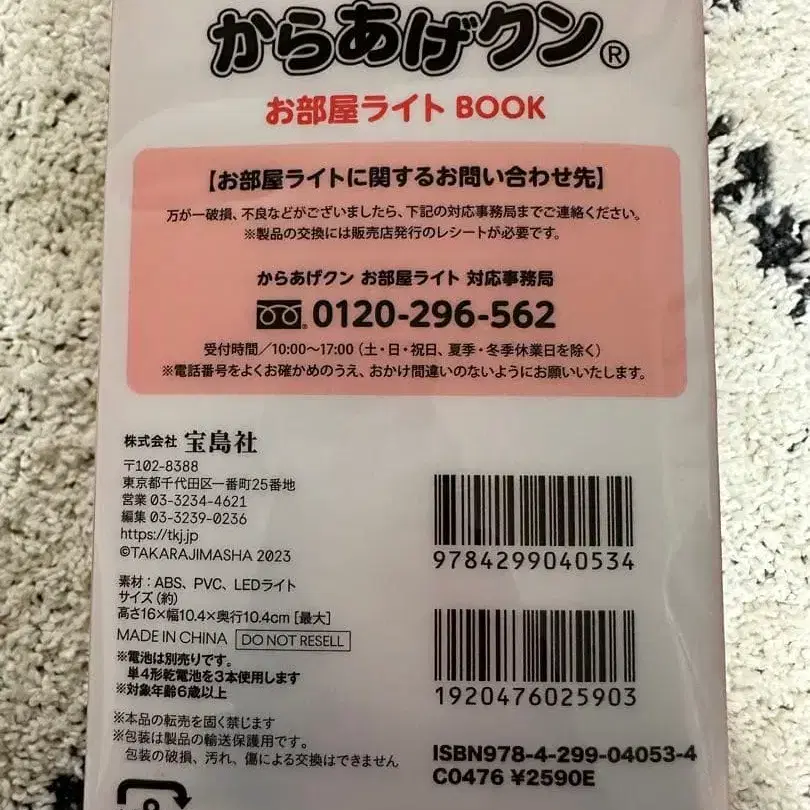 からあげクン®
お部屋ライト BOOK
【お部屋ライトに関するお問い合わせ先】
万が一破損、不良などがございましたら、下記の対応事務局までご連絡ください。
※製品の交換には販売店発行のレシートが必要です。
からあげクン お部屋ライト 対応事務局
0120-296-562
受付時間/10:00~17:00(土・日・祝日、夏季・冬季休業日を除く)
※電話番号をよくお確かめのうえ、おかけ間違いのないようにお願いいたします。
株式会社 宝島社
〒102-8388
東京都千代田区一番町25番地
営業 03-3234-4621
編集 03-3239-0236
https://tkj.jp
©TAKARAJIMASHA 2023
素材:ABS、PVC、LEDライト
サイズ(約)
高さ16×幅10.4×奥行10.4cm [最大]
MADE IN CHINA DO NOT RESELL
※電池は別売りです。
単4形乾電池を3本使用します
※対象年齢6歳以上
※本品の転売を固く禁じます
※包装は製品の輸送保護用です。
包装の破損、汚れ、傷による交換はできません
9784299040534
1920476025903
ISBN978-4-299-04053-4
C0476 ¥2590E